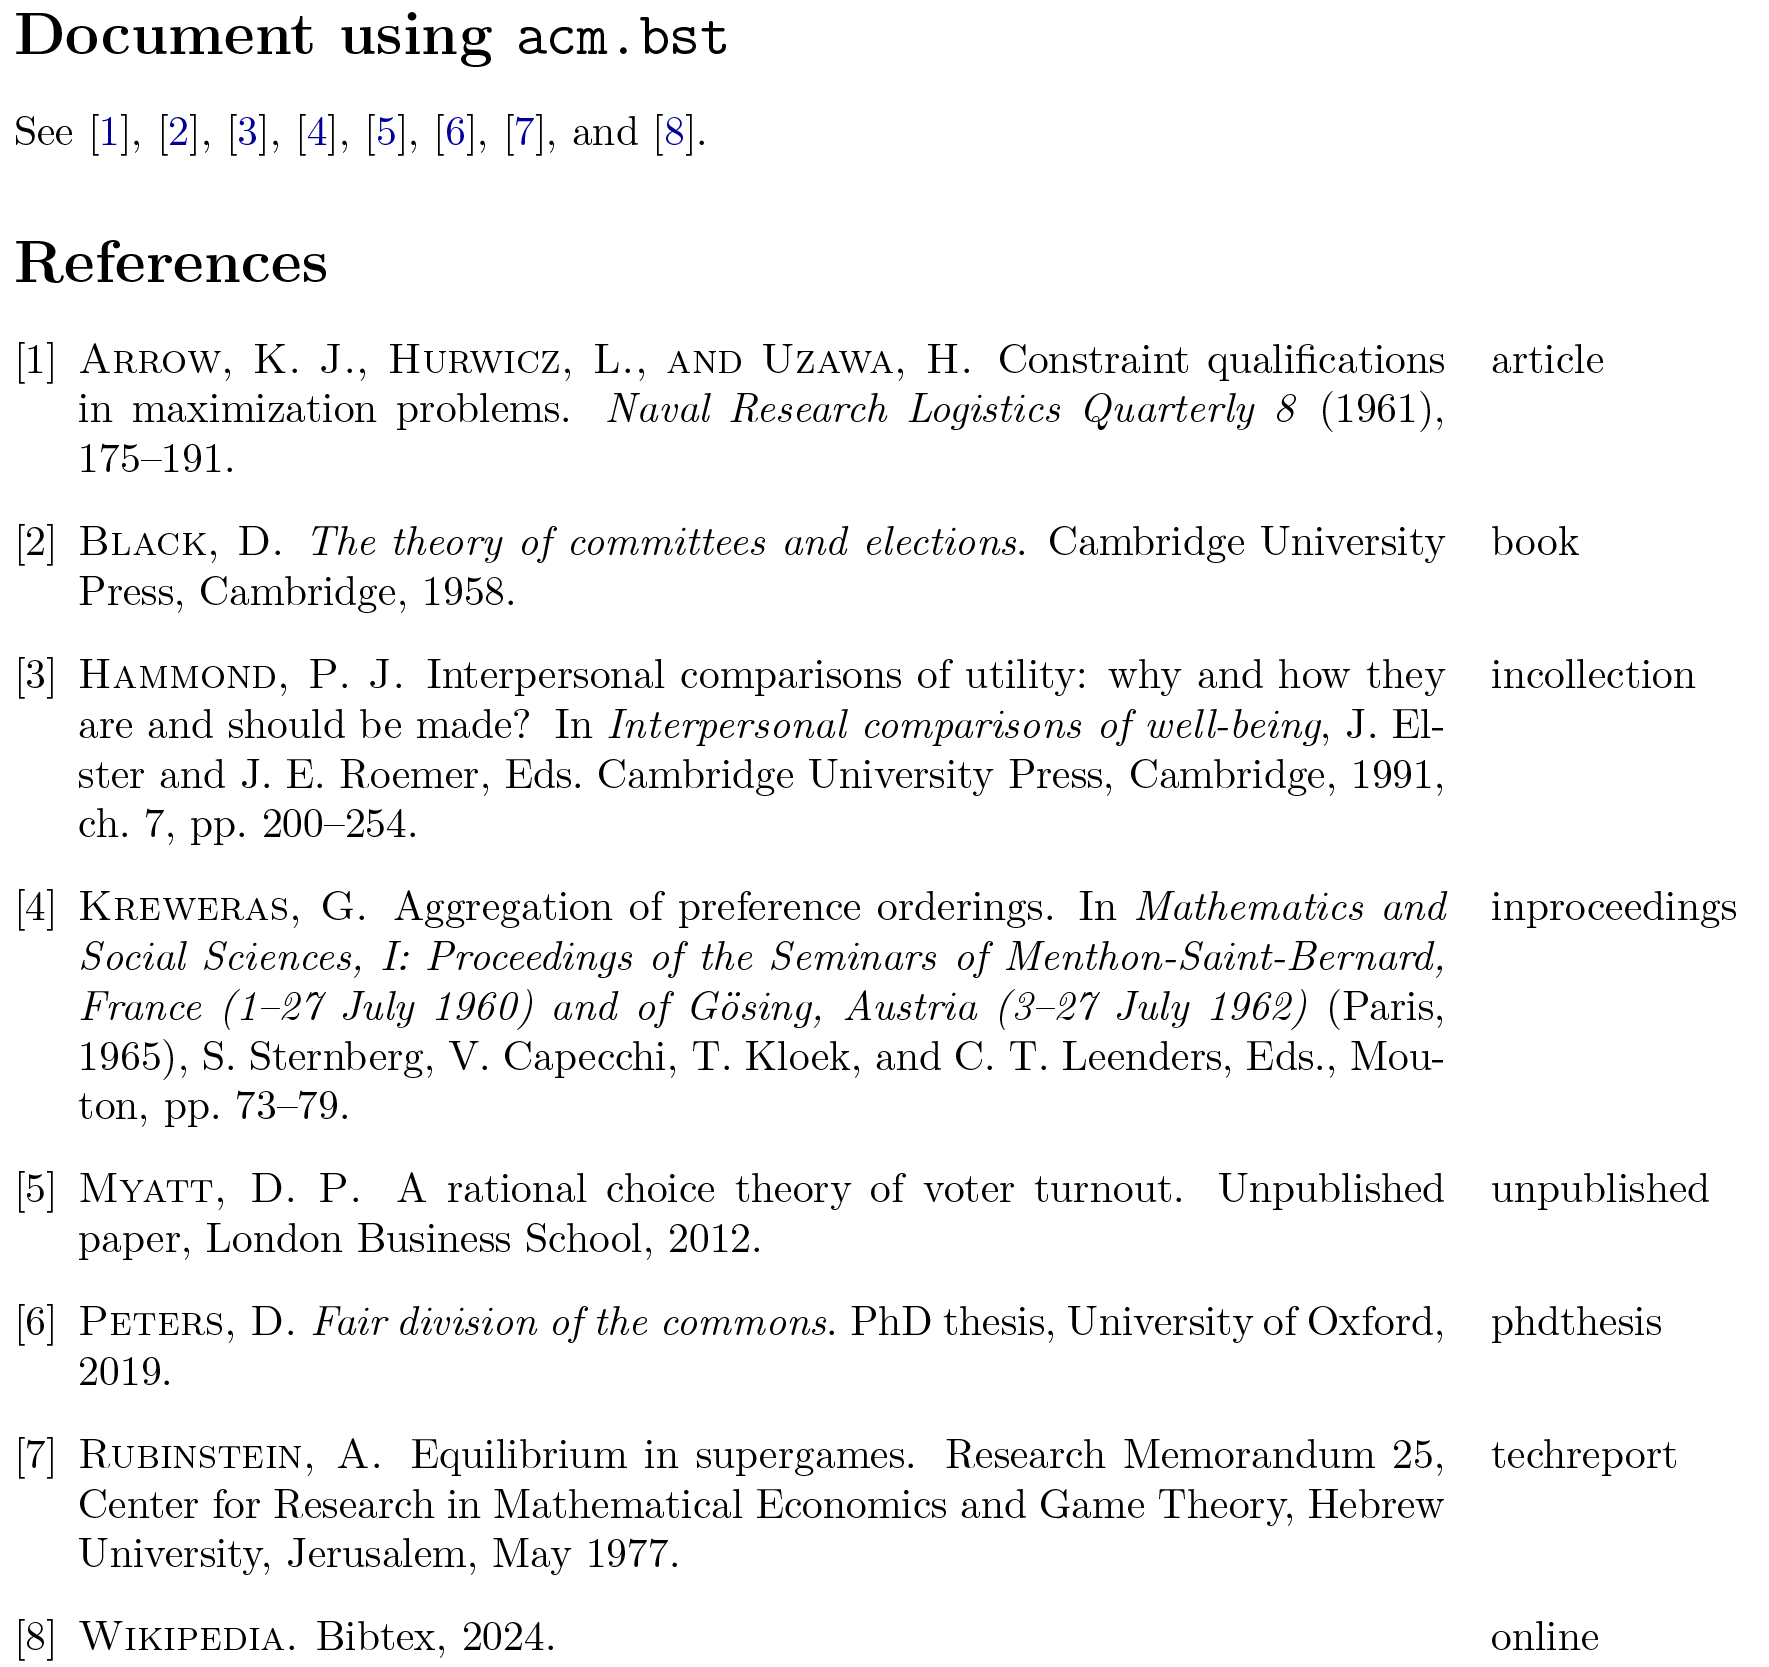 Document using acm.bst
See [1], [2], [3], [4], [5], [6], [7], and [8].
References
[1] Arrow, K. J., Hurwicz, L., and Uzawa, H. Constraint qualifications article
in maximization problems. Naval Research Logistics Quarterly 8 (1961),
175–191.
[2] Black, D. The theory of committees and elections. Cambridge University book
Press, Cambridge, 1958.
[3] Hammond, P. J. Interpersonal comparisons of utility: why and how they incollection
are and should be made? In Interpersonal comparisons of well-being, J. El-
ster and J. E. Roemer, Eds. Cambridge University Press, Cambridge, 1991,
ch. 7, pp. 200–254.
[4] Kreweras, G. Aggregation of preference orderings. In Mathematics and inproceedings
Social Sciences, I: Proceedings of the Seminars of Menthon-Saint-Bernard,
France (1–27 July 1960) and of Gösing, Austria (3–27 July 1962) (Paris,
1965), S. Sternberg, V. Capecchi, T. Kloek, and C. T. Leenders, Eds., Mou-
ton, pp. 73–79.
[5] Myatt, D. P. A rational choice theory of voter turnout. Unpublished unpublished
paper, London Business School, 2012.
[6] Peters, D. Fair division of the commons. PhD thesis, University of Oxford, phdthesis
2019.
[7] Rubinstein, A. Equilibrium in supergames. Research Memorandum 25, techreport
Center for Research in Mathematical Economics and Game Theory, Hebrew
University, Jerusalem, May 1977.
[8] Wikipedia. Bibtex, 2024. online